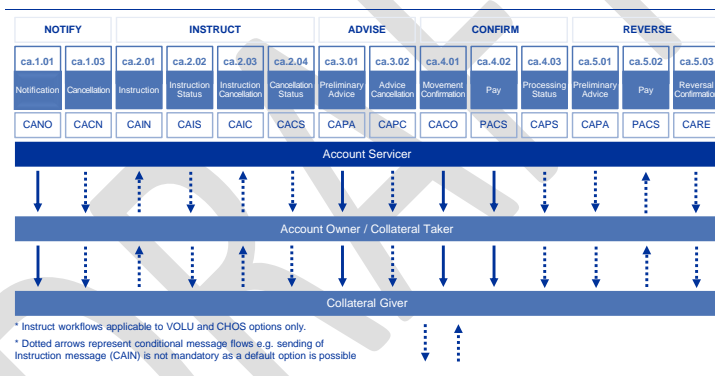 NOTIFY INSTRUCT ADVISE CONFIRM REVERSE
ca.1.01 ca.1.03 ca.2.01 ca.2.02 ca.2.03 ca.2.04 ca.3.01 ca.3.02 ca.4.01 ca.4.02 ca.4.03 ca.5.01 ca.5.02 ca.5.03
Notification Cancellation Instruction Instruction Status Instruction Cancellation Cancellation Status Preliminary Advice Advice Cancellation Movement Confirmation Pay Processing Status Preliminary Advice Pay Reversal Confirmation
CANO CACN CAIN CAIS CAIC CACS CAPA CAPC CACO PACS CAPS CAPA PACS CARE
Account Servicer
Account Owner / Collateral Taker
Collateral Giver
* Instruct workflows applicable to VOLU and CHOS options only.
* Dotted arrows represent conditional message flows e.g. sending of
Instruction message (CAIN) is not mandatory as a default option is possible